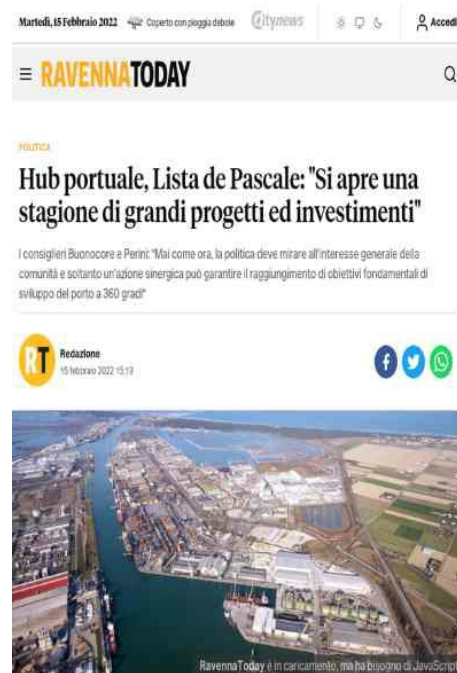 Martedì, 15 Febbraio 2022 Coperto con pioggia debole Citynews Accedi
RAVENNATODAY
POLITICA
Hub portuale, Lista de Pascale: "Si apre una
stagione di grandi progetti ed investimenti"
I consiglieri Buonocore e Perini: "Mai come ora, la politica deve mirare all'interesse generale della
comunità e soltanto un'azione sinergica può garantire il raggiungimento di obiettivi fondamentali di
sviluppo del porto a 360 gradi"
RT
Redazione
15 febbraio 2022 15:13
RavennaToday è in caricamento, ma ha bisogno di JavaScript